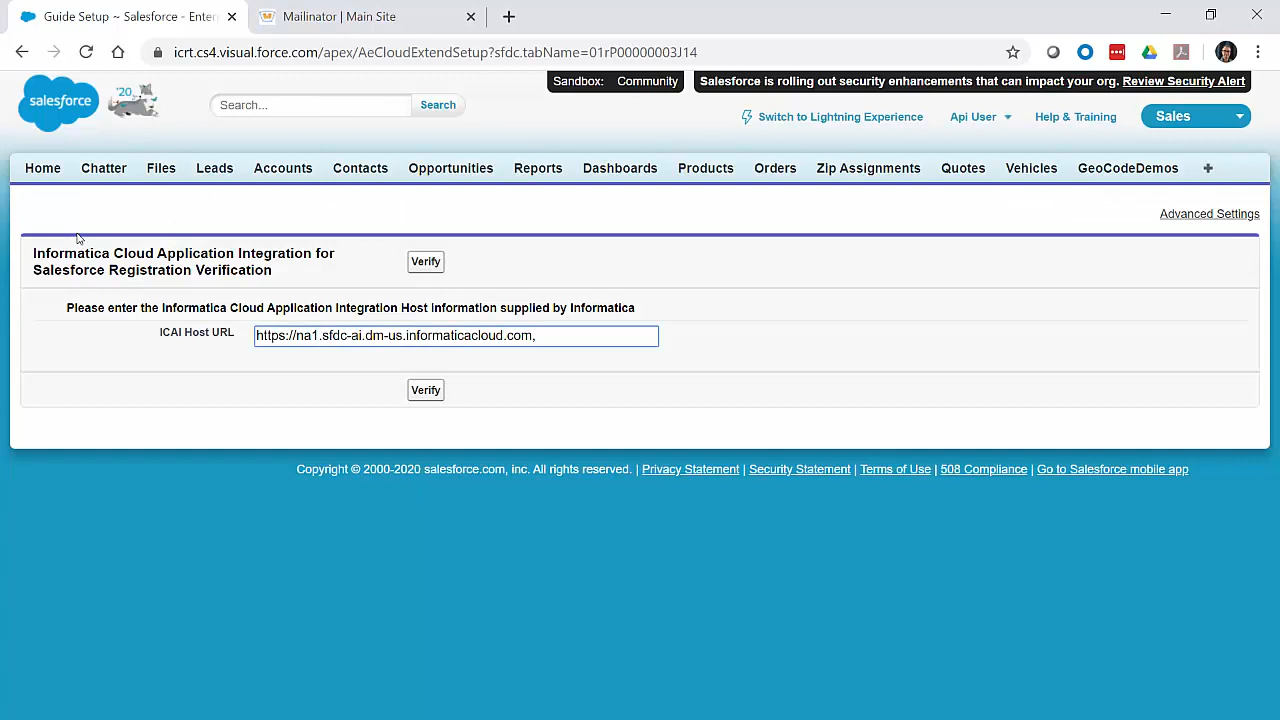 Guide Setup ~ Salesforce - Enter
Mailinator | Main Site
icrt.cs4.visual.force.com/apex/AeCloudExtendSetup?sfdc.tabName=01rP00000003J14
salesforce
'20
Search...
Search
Sandbox: Community
Salesforce is rolling out security enhancements that can impact your org. Review Security Alert
Switch to Lightning Experience
Api User
Help & Training
Sales
Home Chatter Files Leads Accounts Contacts Opportunities Reports Dashboards Products Orders Zip Assignments Quotes Vehicles GeoCodeDemos +
Advanced Settings
Informatica Cloud Application Integration for
Salesforce Registration Verification
Verify
Please enter the Informatica Cloud Application Integration Host information supplied by Informatica
ICAI Host URL
https://na1.sfdc-ai.dm-us.informaticacloud.com,
Verify
Copyright © 2000-2020 salesforce.com, inc. All rights reserved. | Privacy Statement | Security Statement | Terms of Use | 508 Compliance | Go to Salesforce mobile app